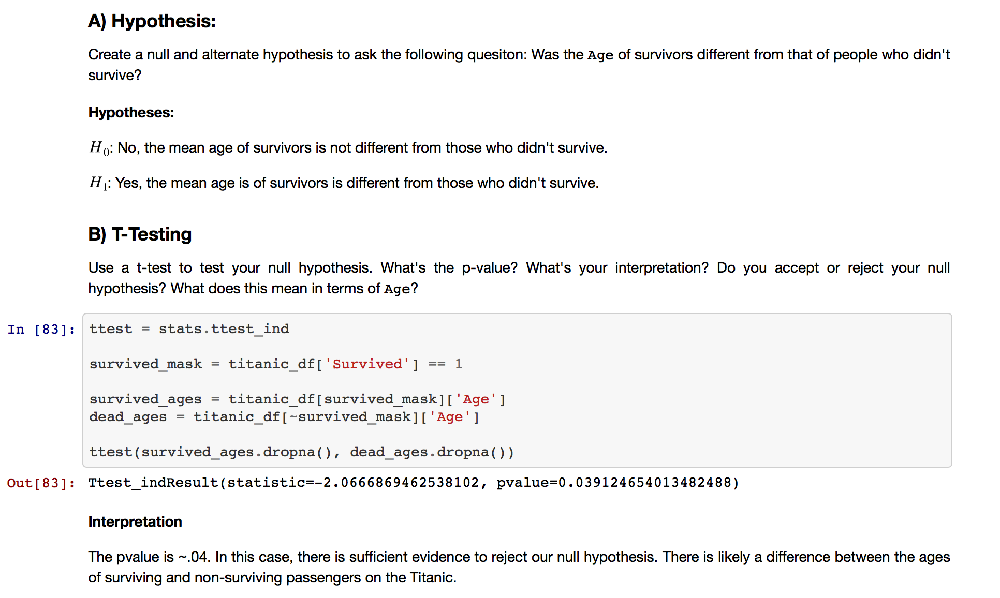 A) Hypothesis:
Create a null and alternate hypothesis to ask the following quesiton: Was the Age of survivors different from that of people who didn't
survive?
Hypotheses:
H0: No, the mean age of survivors is not different from those who didn't survive.
H1: Yes, the mean age is of survivors is different from those who didn't survive.
B) T-Testing
Use a t-test to test your null hypothesis. What's the p-value? What's your interpretation? Do you accept or reject your null
hypothesis? What does this mean in terms of Age?
In [83]: ttest = stats.ttest_ind
survived_mask = titanic_df['Survived'] == 1
survived_ages = titanic_df[survived_mask]['Age']
dead_ages = titanic_df[~survived_mask]['Age']
ttest(survived_ages.dropna(), dead_ages.dropna())
Out[83]: Ttest_indResult(statistic=-2.0666869462538102, pvalue=0.039124654013482488)
Interpretation
The pvalue is ~.04. In this case, there is sufficient evidence to reject our null hypothesis. There is likely a difference between the ages
of surviving and non-surviving passengers on the Titanic.